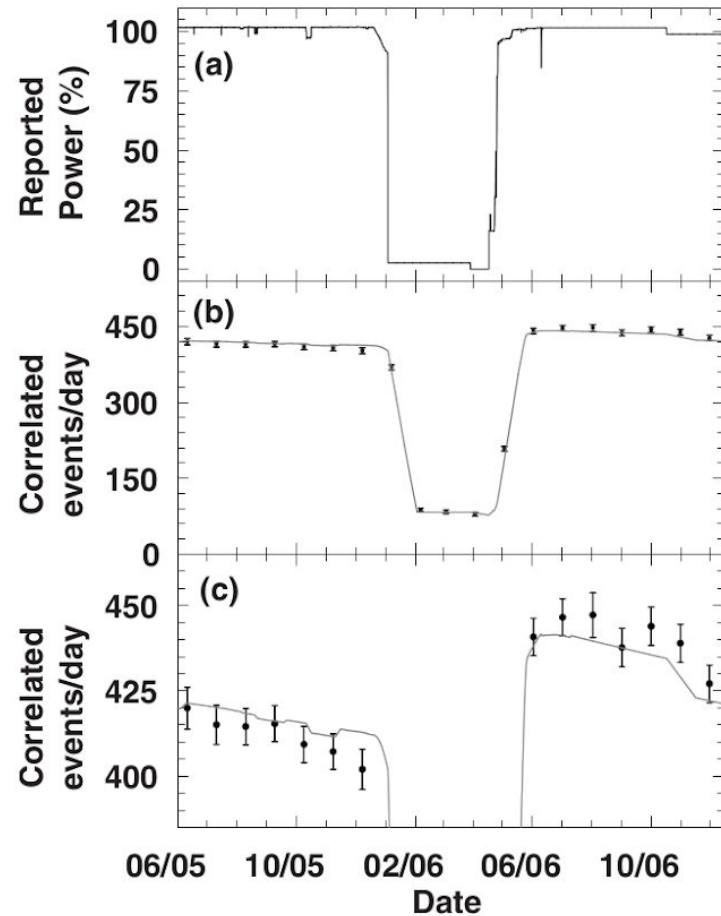 Reported
Power (%)
(a)
100
75
50
25
0
Correlated
events/day
(b)
450
300
150
0
Correlated
events/day
(c)
450
425
400
06/05 10/05 02/06 06/06 10/06
Date